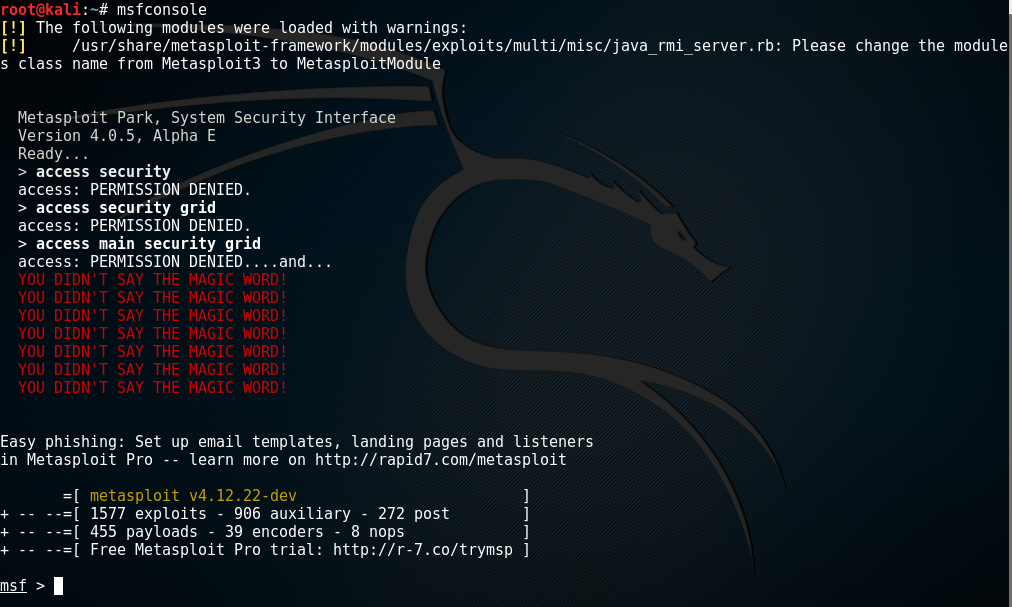 root@kali:~# msfconsole
[!] The following modules were loaded with warnings:
[!]     /usr/share/metasploit-framework/modules/exploits/multi/misc/java_rmi_server.rb: Please change the module
s class name from Metasploit3 to MetasploitModule
Metasploit Park, System Security Interface
Version 4.0.5, Alpha E
Ready...
> access security
access: PERMISSION DENIED.
> access security grid
access: PERMISSION DENIED.
> access main security grid
access: PERMISSION DENIED....and...
YOU DIDN'T SAY THE MAGIC WORD!
YOU DIDN'T SAY THE MAGIC WORD!
YOU DIDN'T SAY THE MAGIC WORD!
YOU DIDN'T SAY THE MAGIC WORD!
YOU DIDN'T SAY THE MAGIC WORD!
YOU DIDN'T SAY THE MAGIC WORD!
YOU DIDN'T SAY THE MAGIC WORD!
Easy phishing: Set up email templates, landing pages and listeners
in Metasploit Pro -- learn more on http://rapid7.com/metasploit
       =[ metasploit v4.12.22-dev                         ]
+ -- --=[ 1577 exploits - 906 auxiliary - 272 post        ]
+ -- --=[ 455 payloads - 39 encoders - 8 nops             ]
+ -- --=[ Free Metasploit Pro trial: http://r-7.co/trymsp ]
msf >